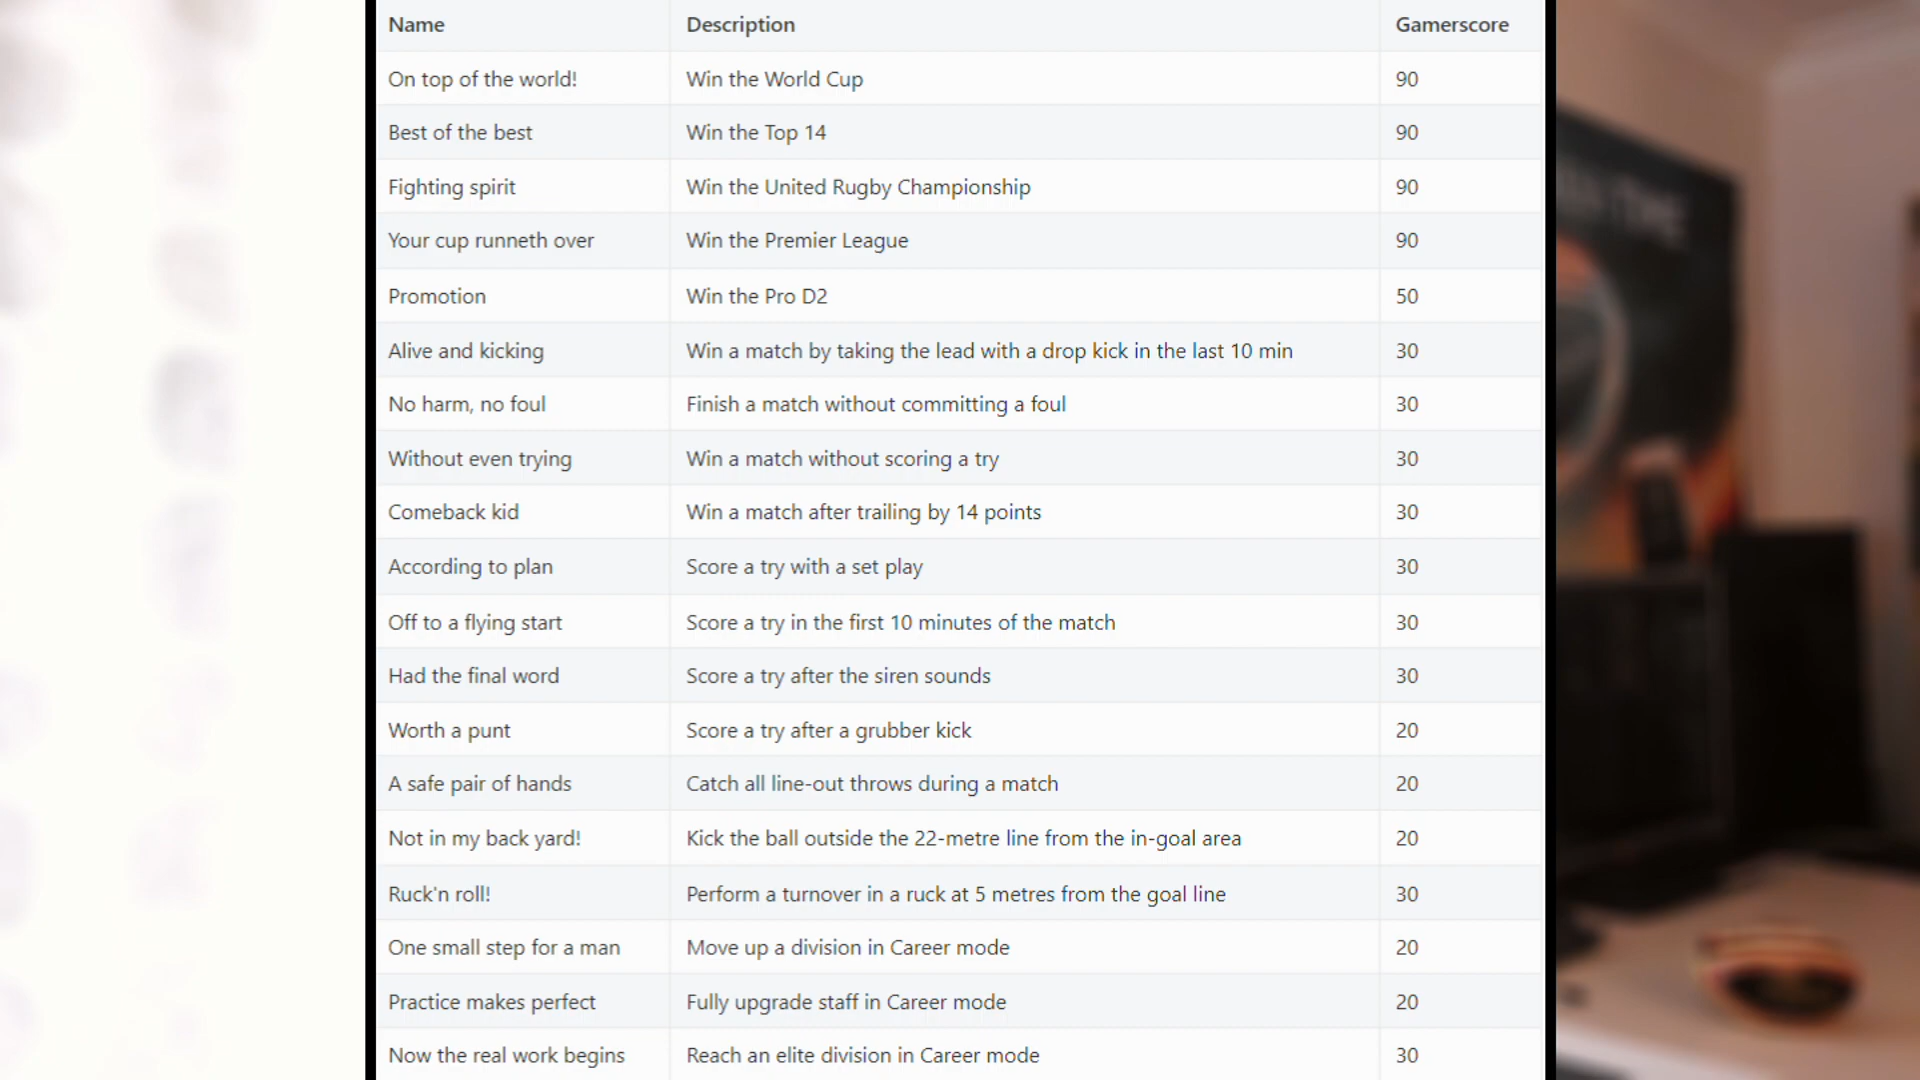 Name Description Gamerscore
On top of the world! Win the World Cup 90
Best of the best Win the Top 14 90
Fighting spirit Win the United Rugby Championship 90
Your cup runneth over Win the Premier League 90
Promotion Win the Pro D2 50
Alive and kicking Win a match by taking the lead with a drop kick in the last 10 min 30
No harm, no foul Finish a match without committing a foul 30
Without even trying Win a match without scoring a try 30
Comeback kid Win a match after trailing by 14 points 30
According to plan Score a try with a set play 30
Off to a flying start Score a try in the first 10 minutes of the match 30
Had the final word Score a try after the siren sounds 30
Worth a punt Score a try after a grubber kick 20
A safe pair of hands Catch all line-out throws during a match 20
Not in my back yard! Kick the ball outside the 22-metre line from the in-goal area 20
Ruck'n roll! Perform a turnover in a ruck at 5 metres from the goal line 30
One small step for a man Move up a division in Career mode 20
Practice makes perfect Fully upgrade staff in Career mode 20
Now the real work begins Reach an elite division in Career mode 30